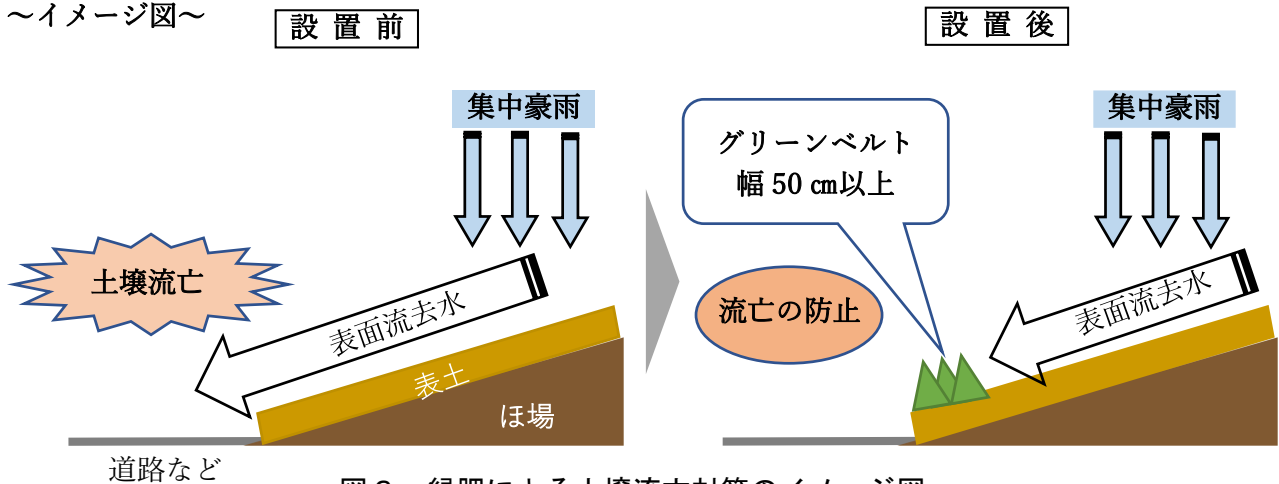 ～イメージ図～
設 置 前
集中豪雨
土壌流亡
表面流去水
表土
ほ場
道路など
設 置 後
集中豪雨
グリーンベルト
幅 50 ㎝以上
流亡の防止
表面流去水